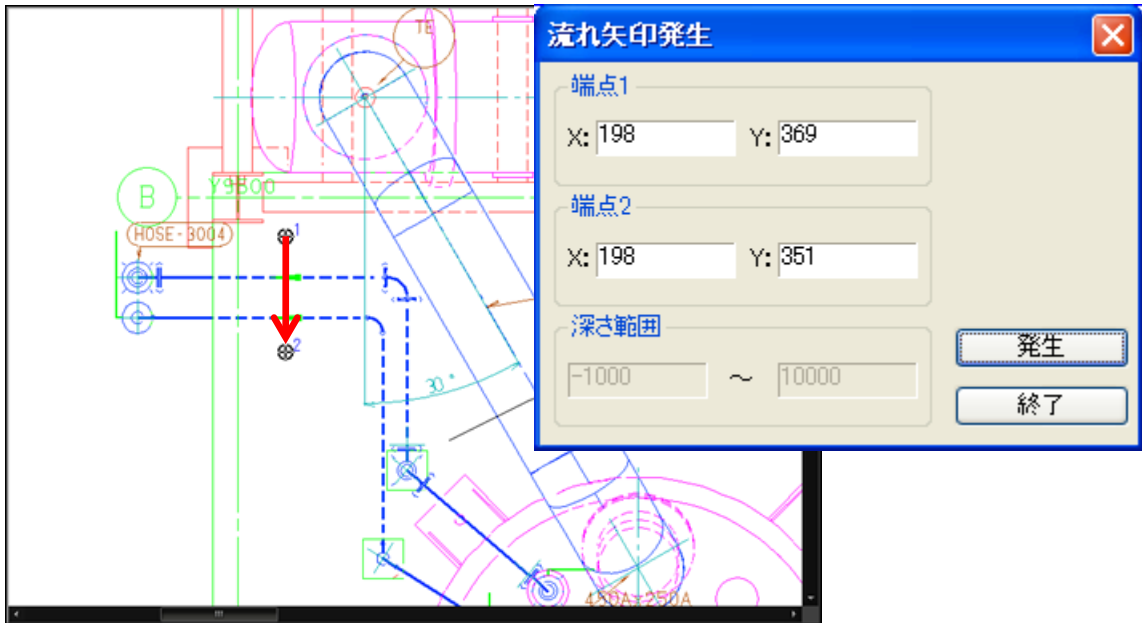 TE
B
Y9500
HOSE-3004
1
2
30°
450A×250A
流れ矢印発生
端点1
X: 198 Y: 369
端点2
X: 198 Y: 351
深さ範囲
-1000 ～ 10000
発生
終了